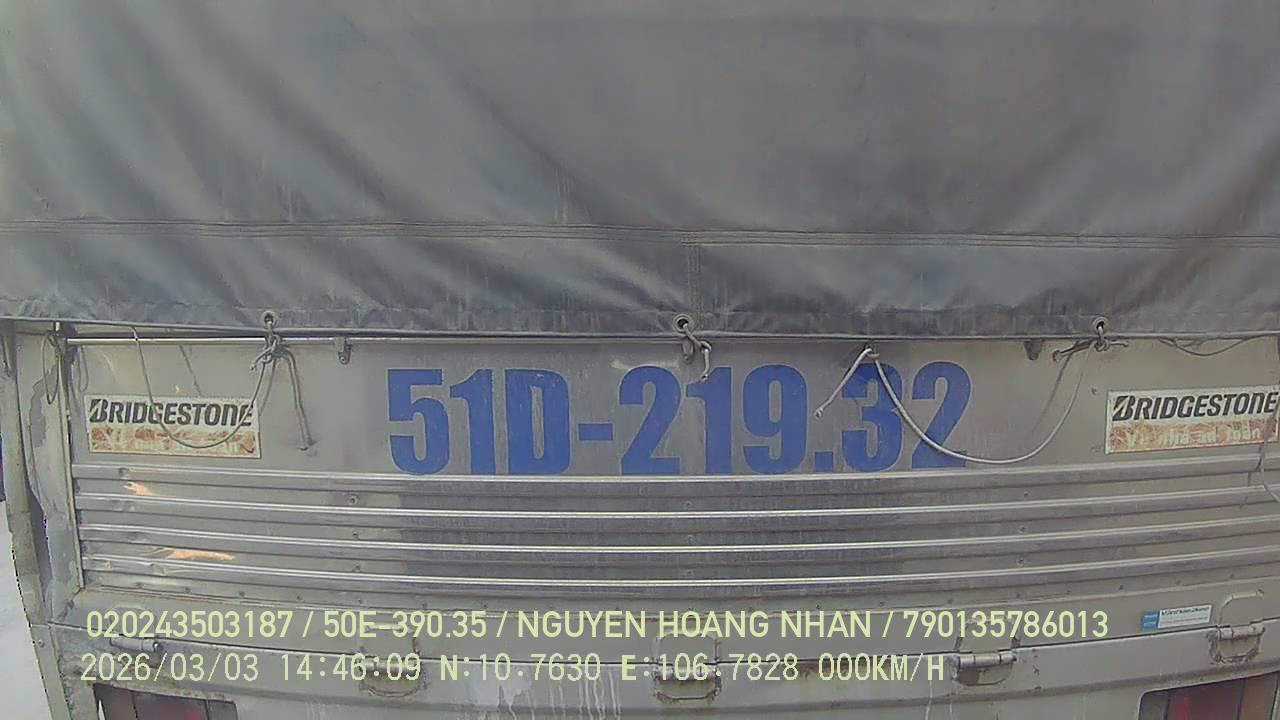 51D-219.32
BRIDGESTONE
BRIDGESTONE
020243503187 / 50E-390.35 / NGUYEN HOANG NHAN / 790135786013
2026/03/03 14:46:09 N:10.7630 E:106.7828 000KM/H